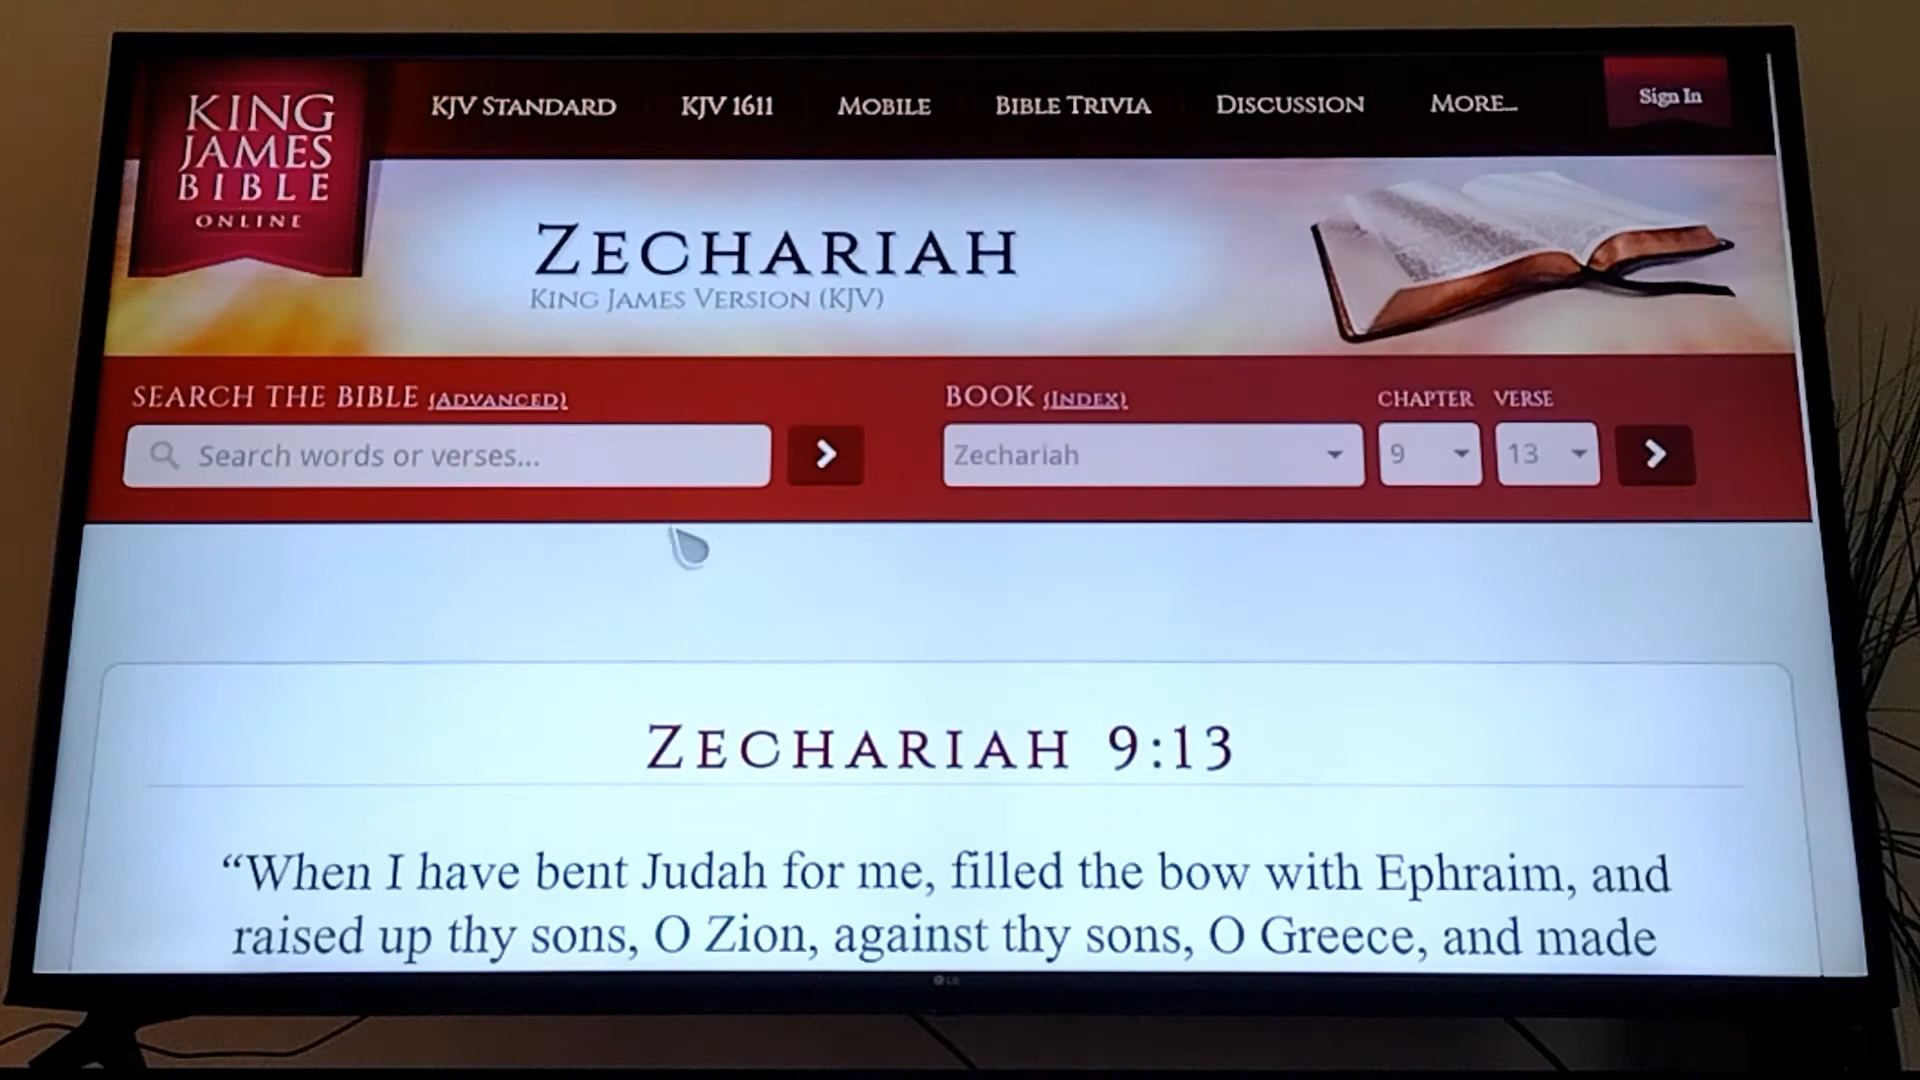 KING
JAMES
BIBLE
ONLINE
KJV STANDARD KJV 1611 MOBILE BIBLE TRIVIA DISCUSSION MORE... Sign In
ZECHARIAH
KING JAMES VERSION (KJV)
SEARCH THE BIBLE (ADVANCED) BOOK (INDEX) CHAPTER VERSE
Search words or verses... Zechariah 9 13
ZECHARIAH 9:13
“When I have bent Judah for me, filled the bow with Ephraim, and
raised up thy sons, O Zion, against thy sons, O Greece, and made
LG